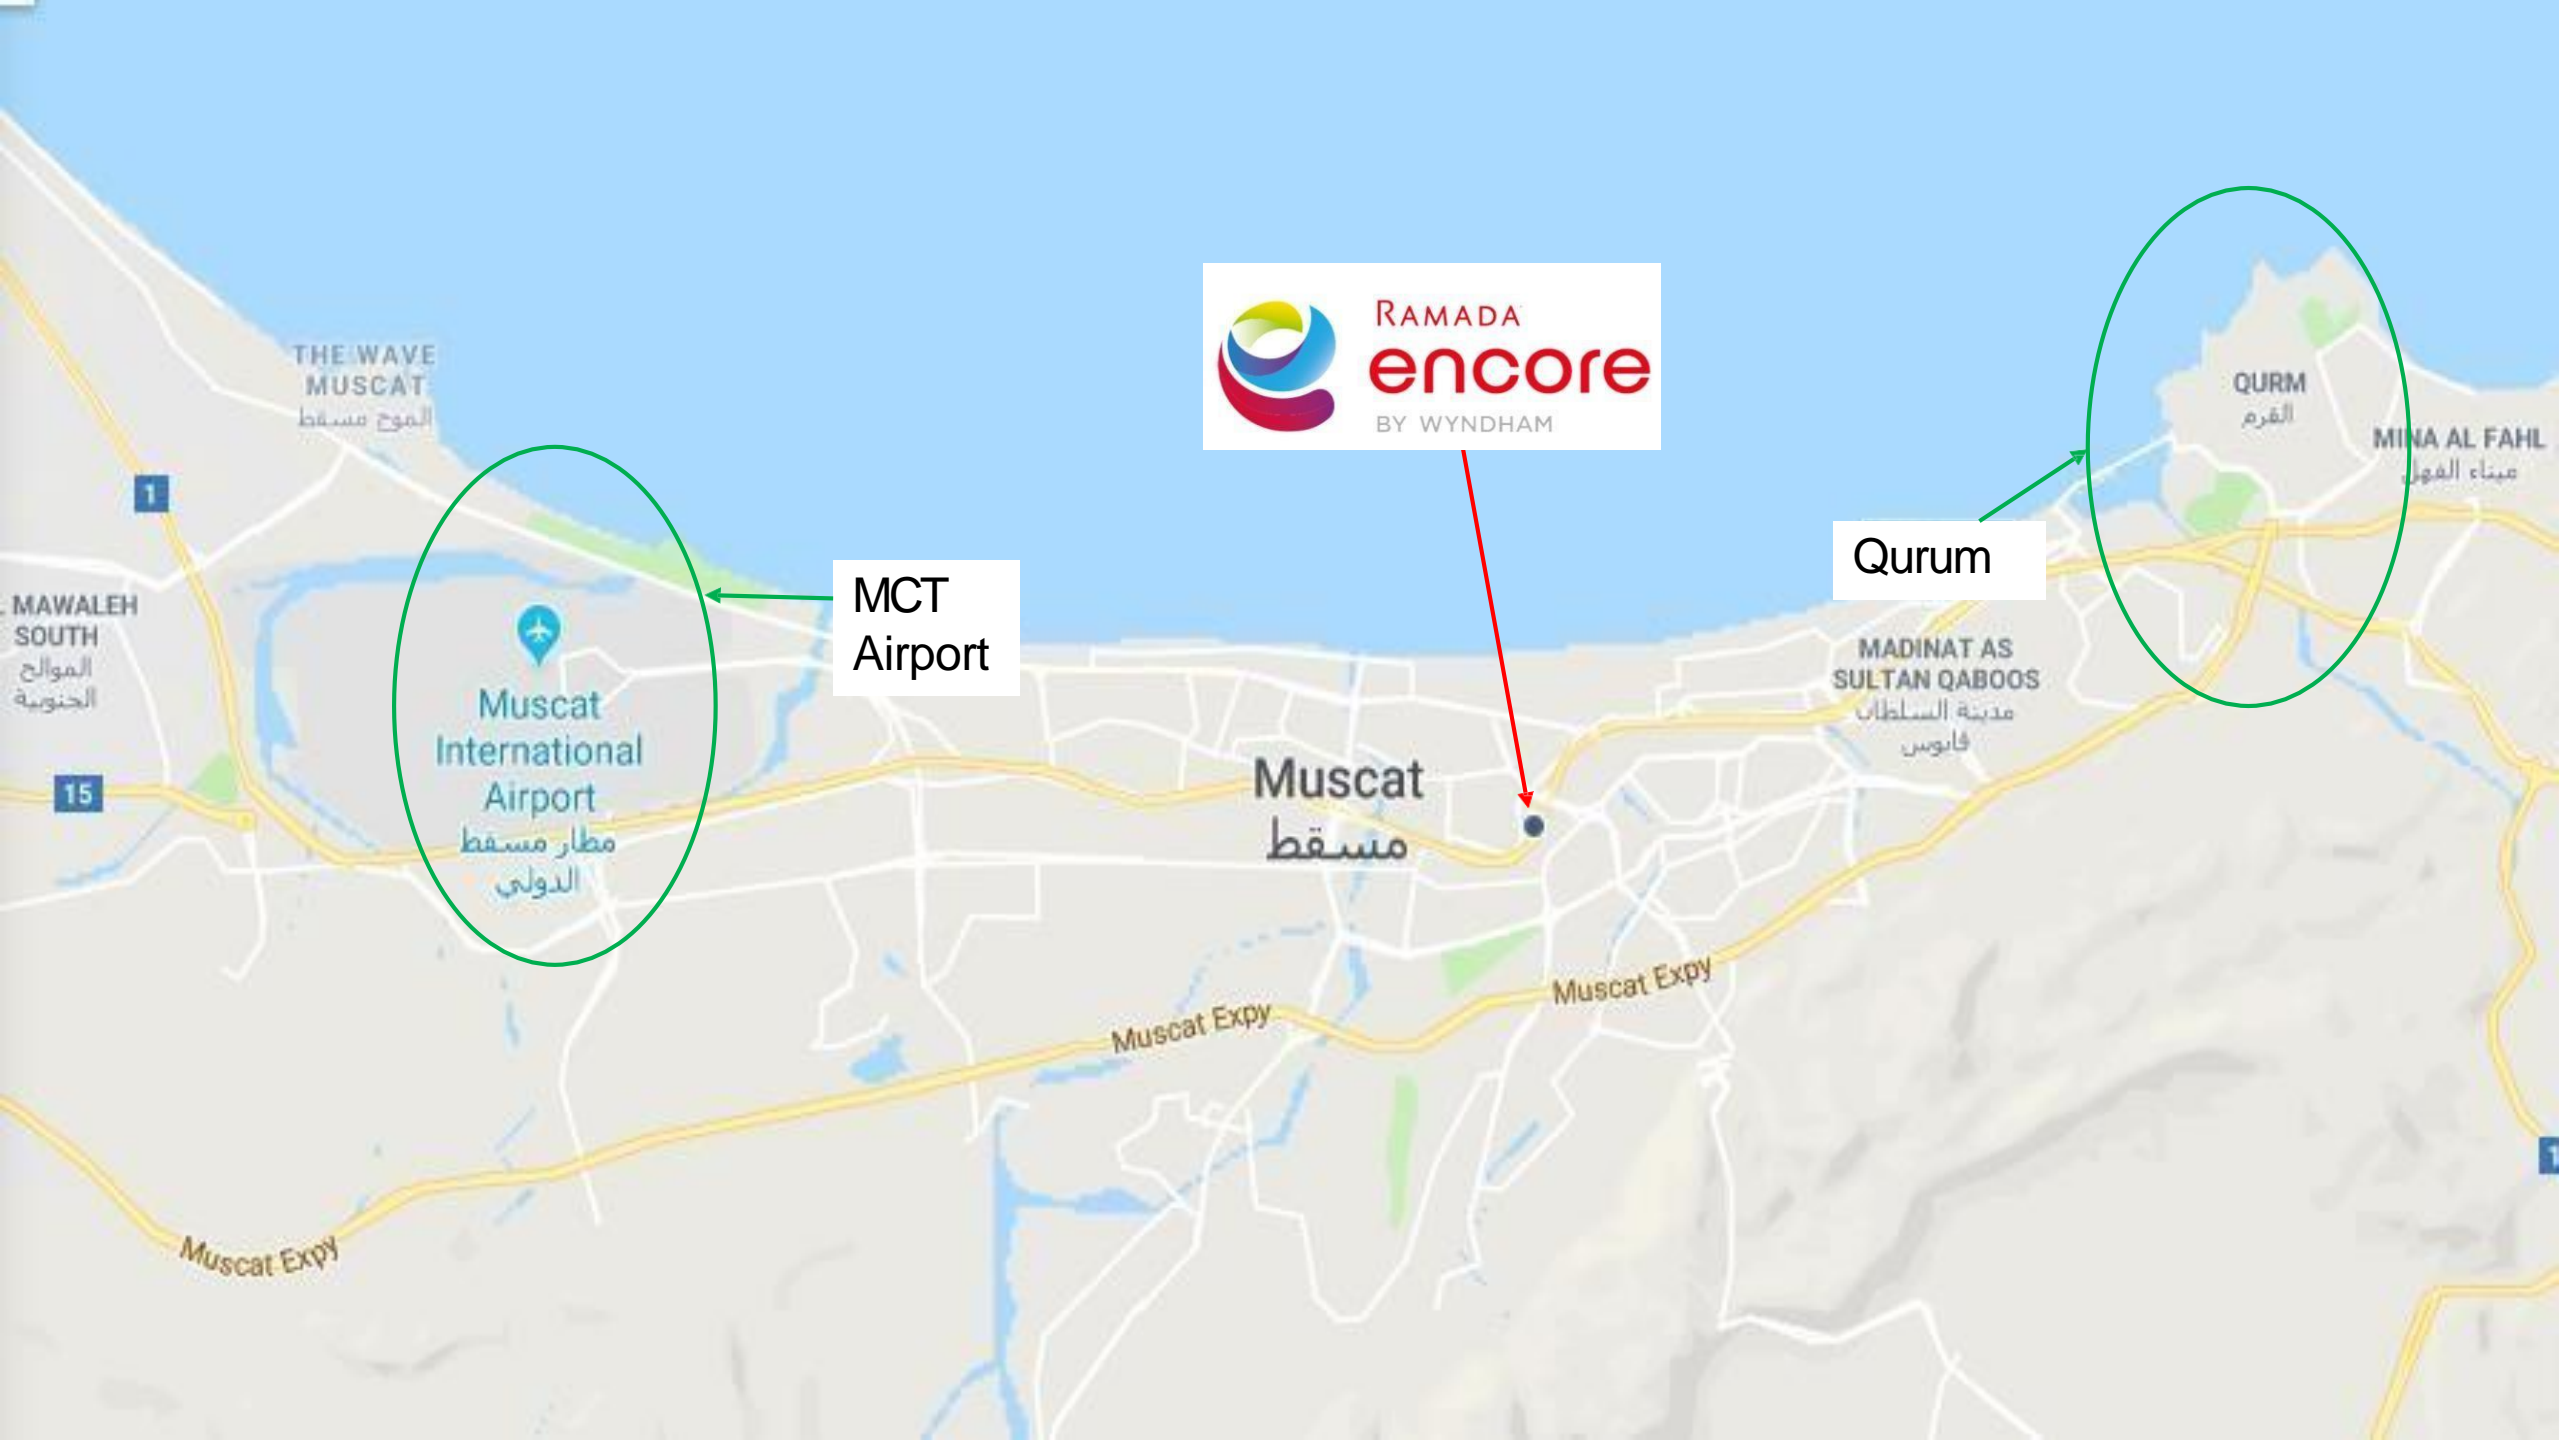 THE WAVE
MUSCAT
الموج مسقط
1
L MAWALEH
SOUTH
الموالح
الجنوبية
15
Muscat
International
Airport
مطار مسقط
الدولي
MCT
Airport
RAMADA
encore
BY WYNDHAM
Qurum
QURM
القرم
MINA AL FAHL
ميناء الفهل
MADINAT AS
SULTAN QABOOS
مدينة السلطان
قابوس
Muscat
مسقط
Muscat Expy
Muscat Expy
Muscat Expy
1